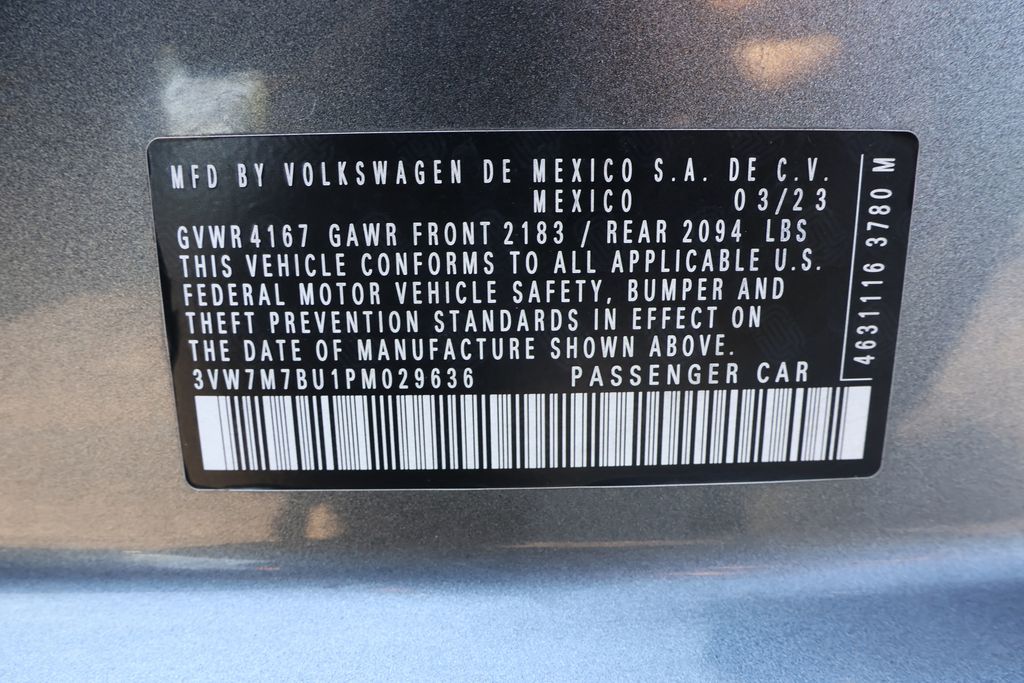 MFD BY VOLKSWAGEN DE MEXICO S.A. DE C.V.
MEXICO 03/23
GVWR 4167 GAWR FRONT 2183 / REAR 2094 LBS
THIS VEHICLE CONFORMS TO ALL APPLICABLE U.S.
FEDERAL MOTOR VEHICLE SAFETY, BUMPER AND
THEFT PREVENTION STANDARDS IN EFFECT ON
THE DATE OF MANUFACTURE SHOWN ABOVE.
3VW7M7BU1PM029636 PASSENGER CAR
4631116 3780 M